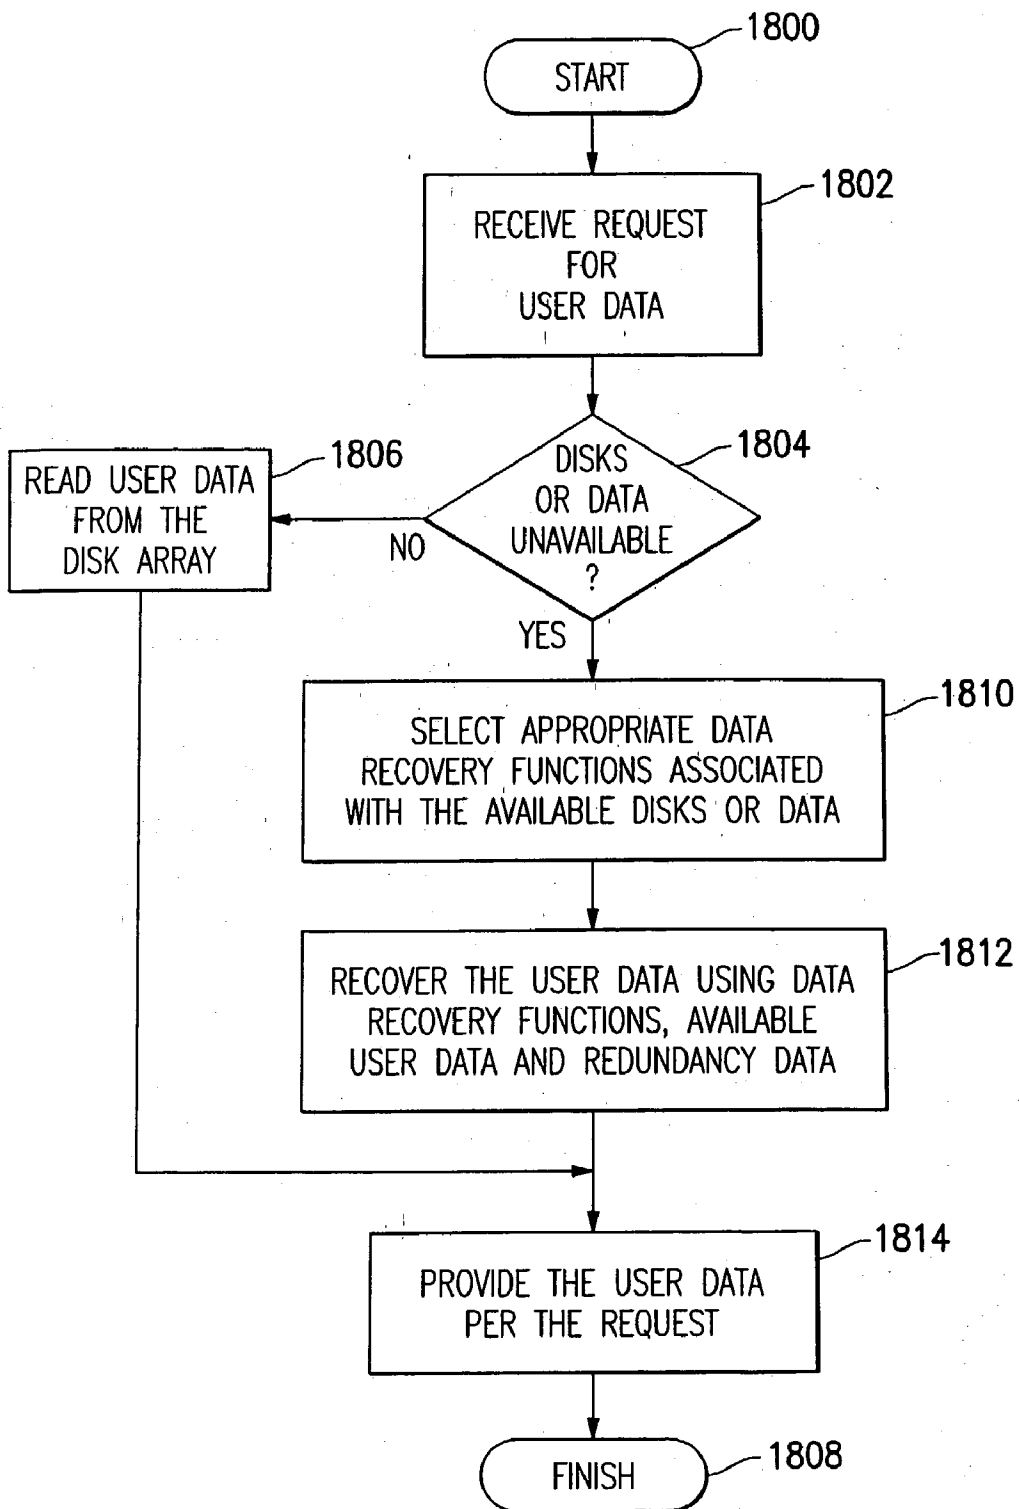 1800
START
1802
RECEIVE REQUEST
FOR
USER DATA
1804
DISKS
OR DATA
UNAVAILABLE
?
1806
READ USER DATA
FROM THE
DISK ARRAY
NO
YES
1810
SELECT APPROPRIATE DATA
RECOVERY FUNCTIONS ASSOCIATED
WITH THE AVAILABLE DISKS OR DATA
1812
RECOVER THE USER DATA USING DATA
RECOVERY FUNCTIONS, AVAILABLE
USER DATA AND REDUNDANCY DATA
1814
PROVIDE THE USER DATA
PER THE REQUEST
1808
FINISH